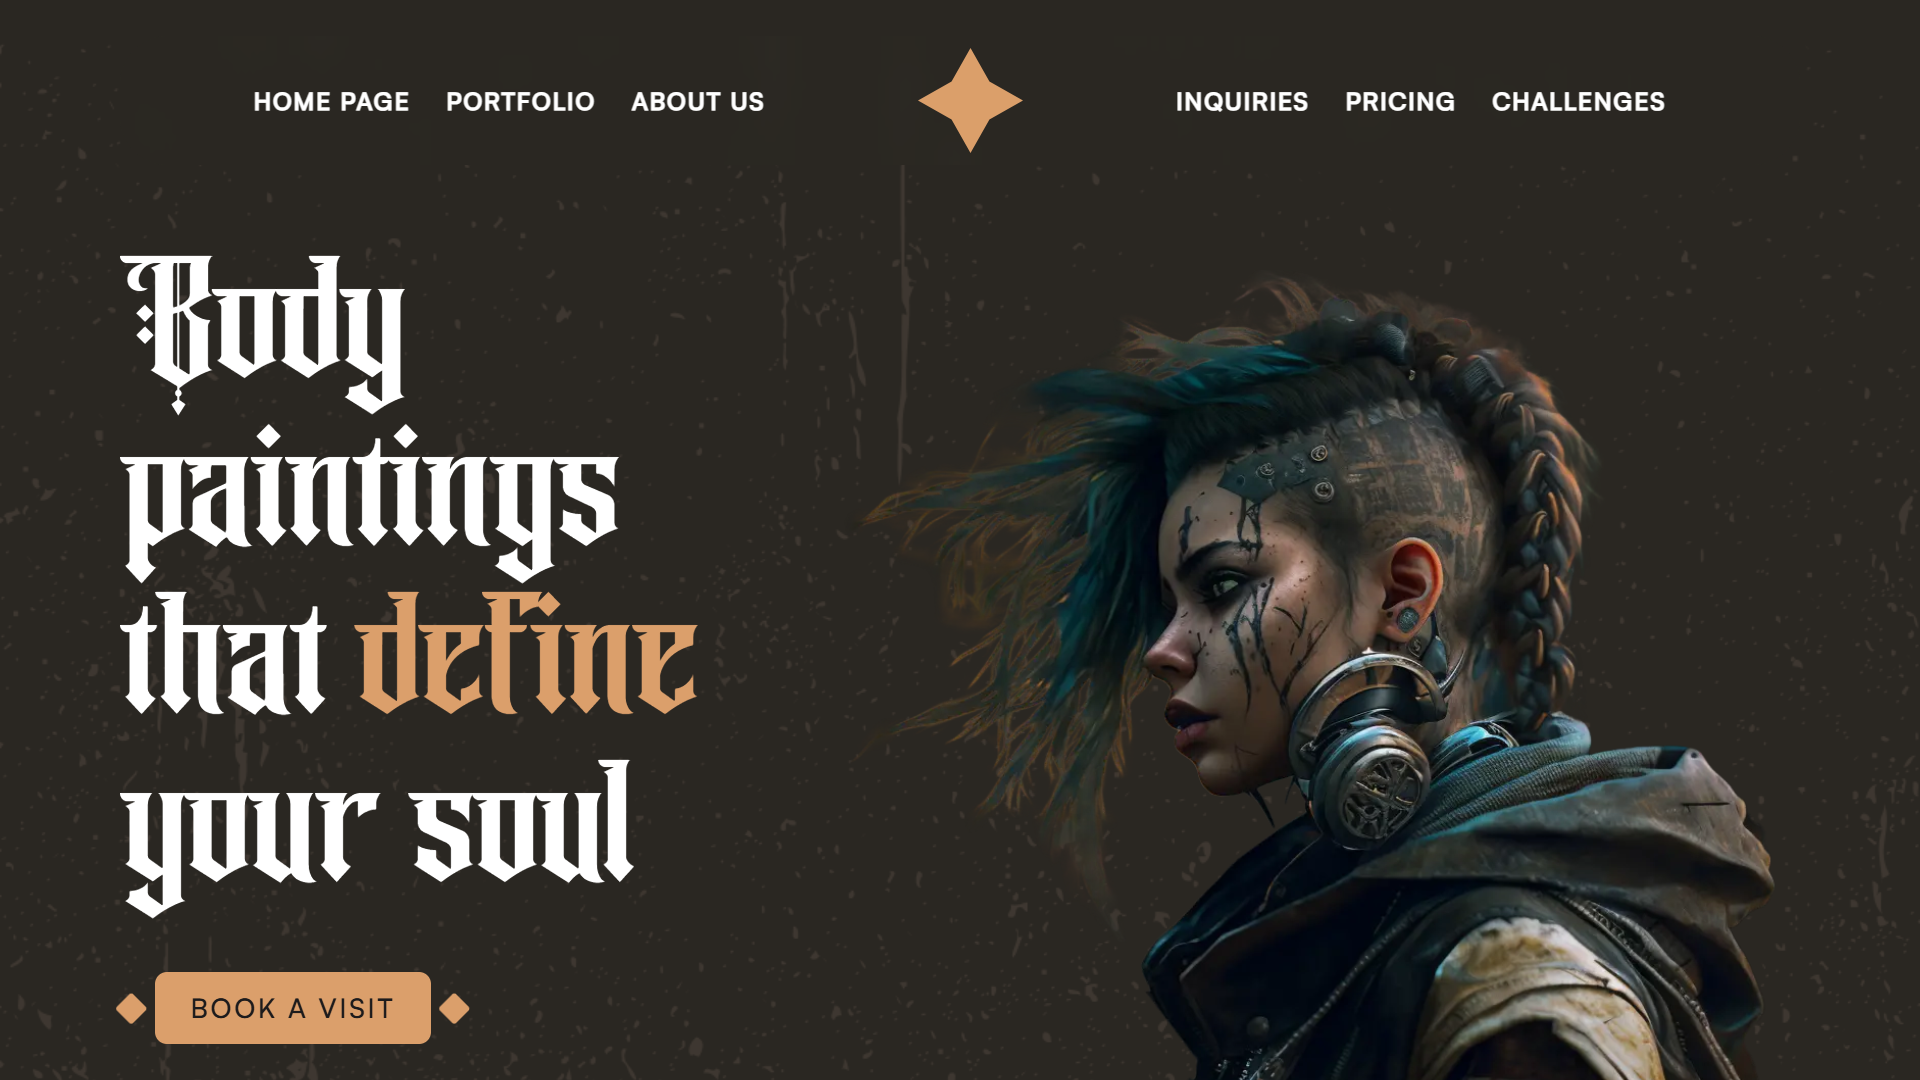 HOME PAGE PORTFOLIO ABOUT US INQUIRIES PRICING CHALLENGES
Body
paintings
that define
your soul
BOOK A VISIT